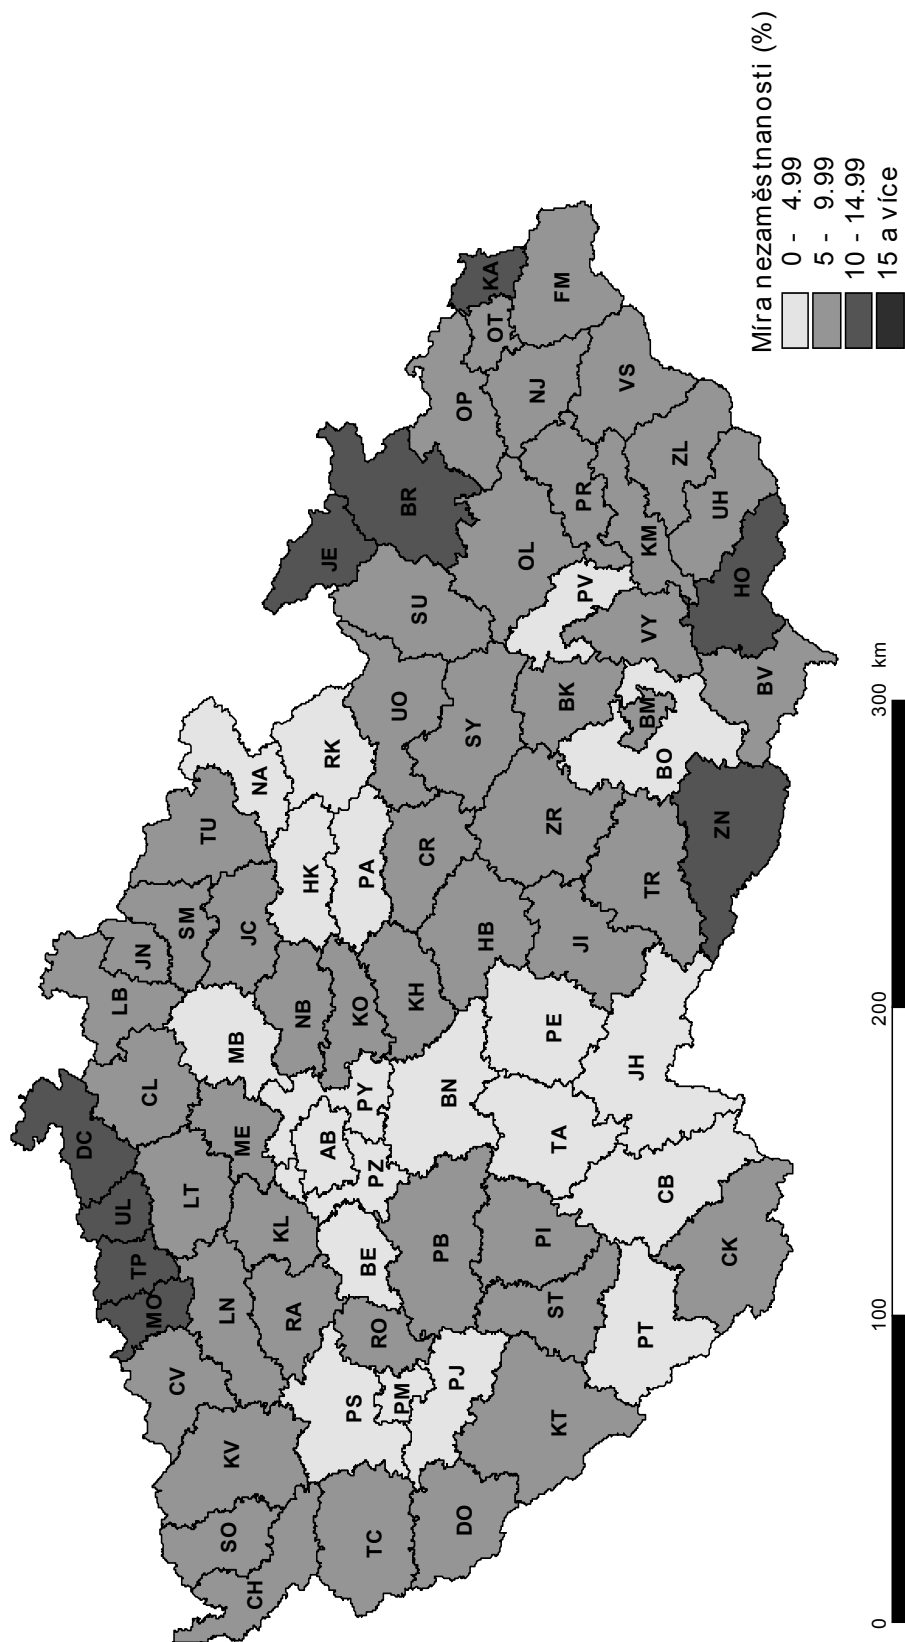 DC
LB
JN
SM
TU
NA
RK
JE
BR
UL
TP
MO
LT
CL
MB
JC
HK
PA
UO
SU
OP
OT
KA
CV
LN
ME
NB
KO
CR
SY
OL
NJ
FM
SO
KV
RA
KL
AB
PY
KH
HB
ZR
BK
PV
PR
VS
CH
PS
RO
BE
PZ
BN
PE
JI
TR
BO
BM
VY
KM
ZL
TC
PM
PJ
PB
TA
JH
ZN
BV
HO
UH
DO
KT
ST
PI
CB
PT
CK
Míra nezaměstnanosti (%)
0 - 4.99
5 - 9.99
10 - 14.99
15 a více
0
100
200
300
km